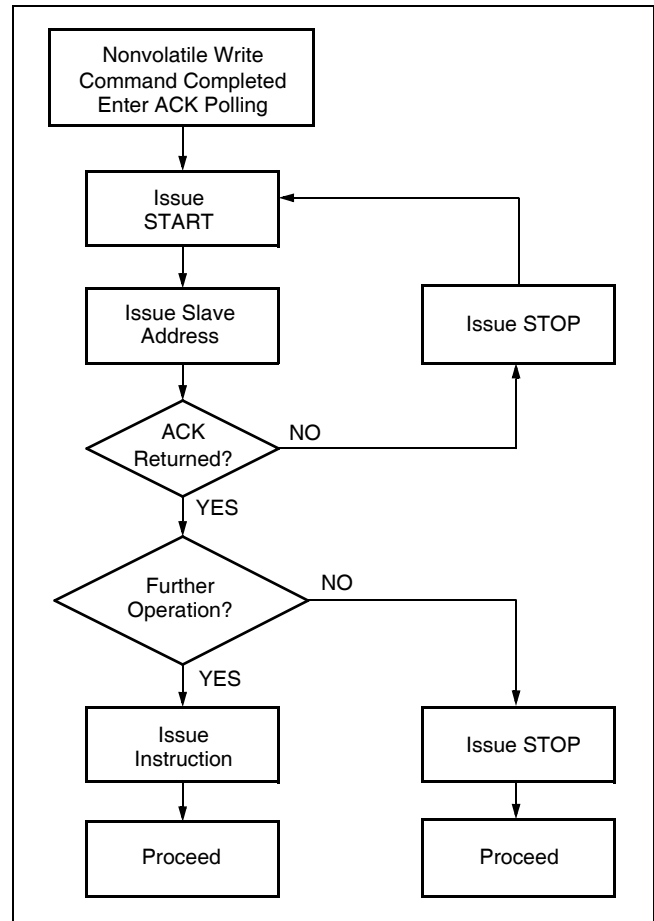 Nonvolatile Write
Command Completed
Enter ACK Polling
Issue
START
Issue Slave
Address
Issue STOP
ACK
Returned?
NO
YES
Further
Operation?
NO
YES
Issue
Instruction
Issue STOP
Proceed
Proceed